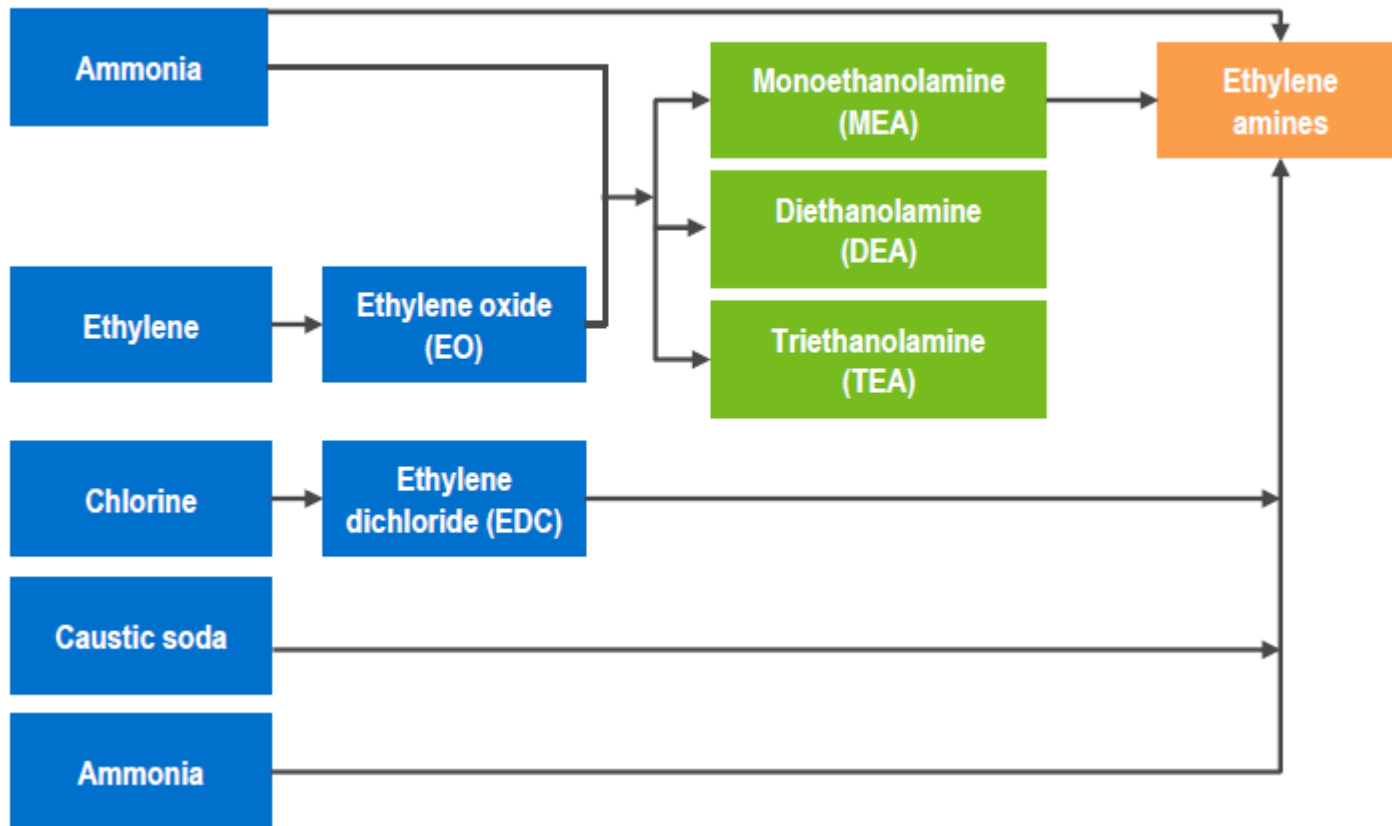 Ammonia
Monoethanolamine
(MEA)
Ethylene
amines
Diethanolamine
(DEA)
Ethylene
Ethylene oxide
(EO)
Triethanolamine
(TEA)
Chlorine
Ethylene
dichloride (EDC)
Caustic soda
Ammonia